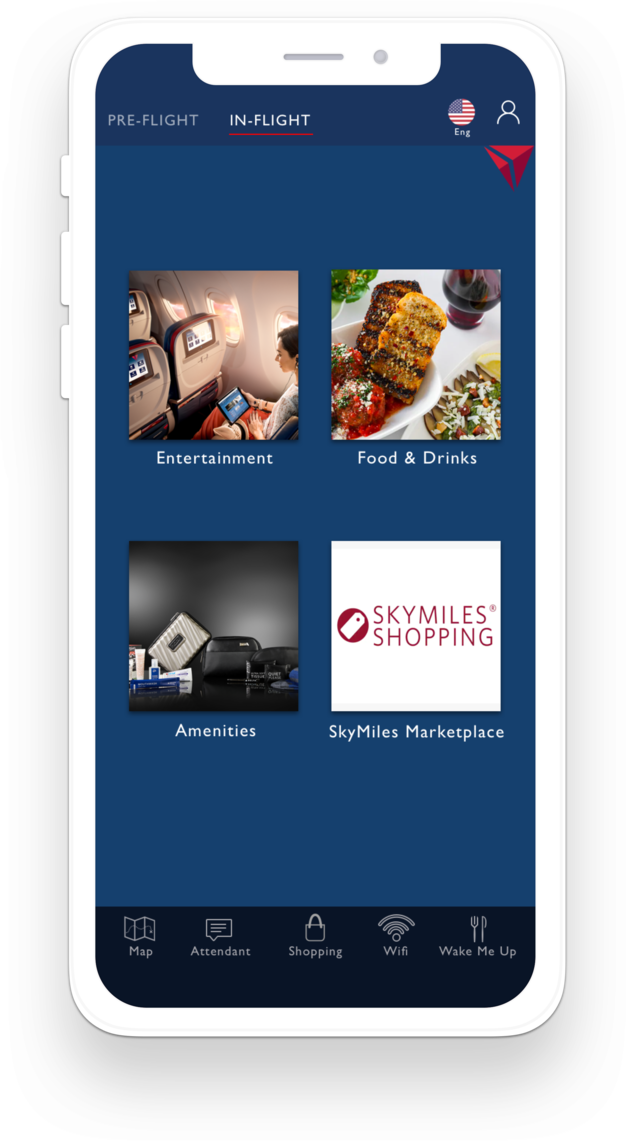 PRE-FLIGHT
IN-FLIGHT
Eng
Entertainment
Food & Drinks
SKYMILES®
SHOPPING
Amenities
SkyMiles Marketplace
Map
Attendant
Shopping
Wifi
Wake Me Up